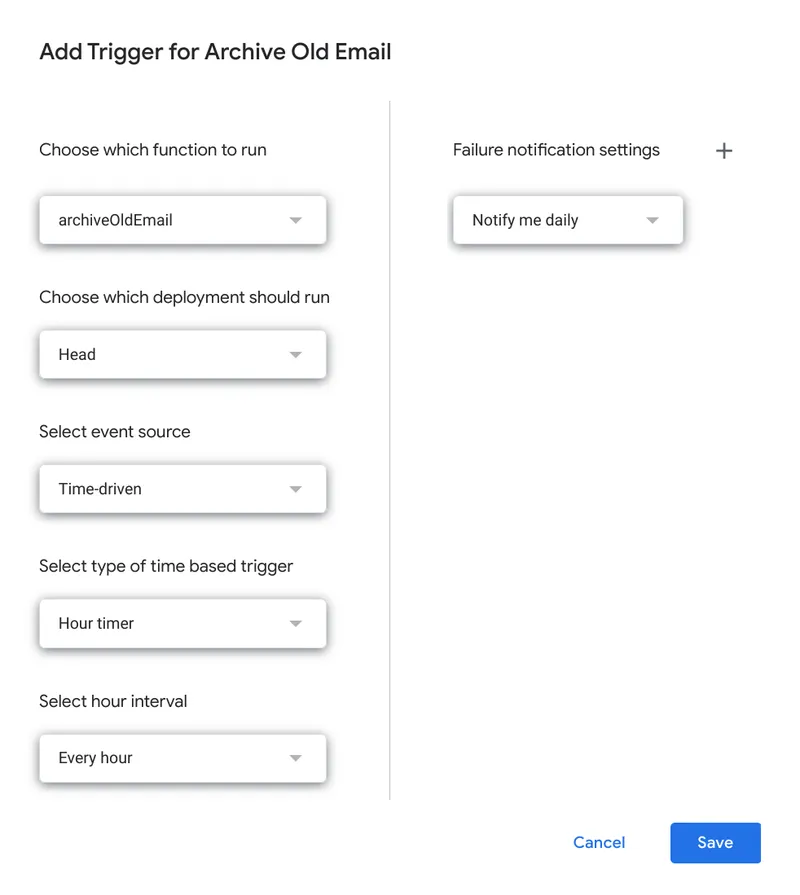 Add Trigger for Archive Old Email
Choose which function to run
archiveOldEmail
Choose which deployment should run
Head
Select event source
Time-driven
Select type of time based trigger
Hour timer
Select hour interval
Every hour
Failure notification settings
Notify me daily
Cancel
Save